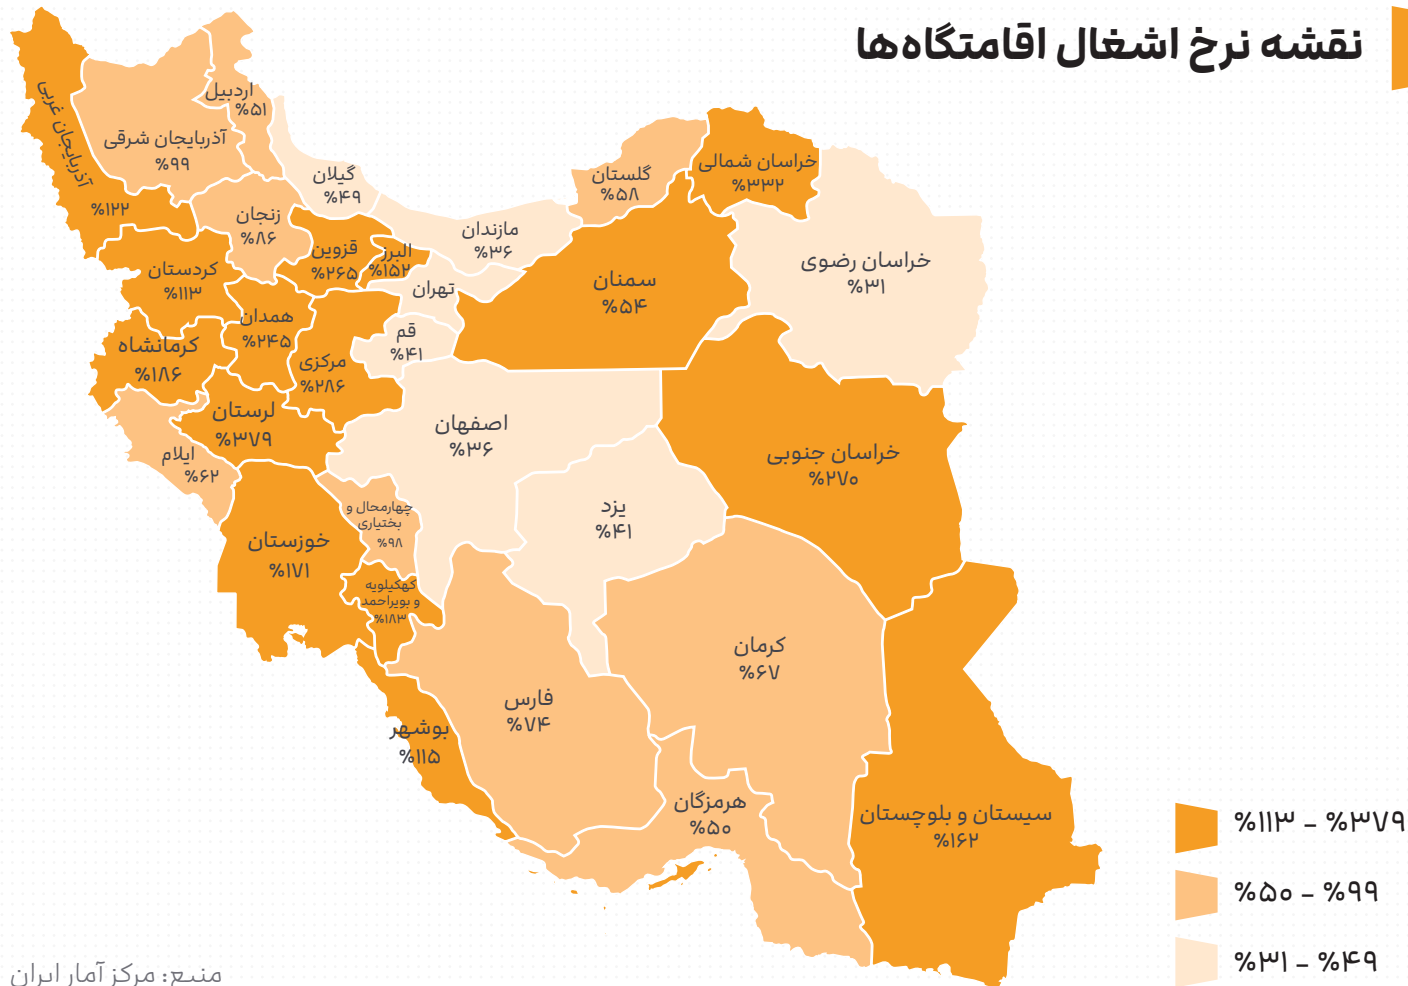 نقشه نرخ اشغال اقامتگاه‌ها
اردبیل
%۵۱
آذربایجان غربی
%۱۲۲
آذربایجان شرقی
%۹۹
گیلان
%۴۹
گلستان
%۵۸
خراسان شمالی
%۳۳۲
زنجان
%۸۶
قزوین
%۲۶۵
البرز
%۱۵۲
مازندان
%۳۶
خراسان رضوی
%۳۱
کردستان
%۱۱۳
تهران
سمنان
%۵۴
همدان
%۲۴۵
قم
%۴۱
کرمانشاه
%۱۸۶
مرکزی
%۲۸۶
لرستان
%۳۷۹
اصفهان
%۳۶
خراسان جنوبی
%۲۷۰
ایلام
%۶۲
چهارمحال و
بختیاری
%۹۸
یزد
%۴۱
خوزستان
%۱۷۱
کهکیلویه
و بویراحمد
%۱۸۳
کرمان
%۶۷
فارس
%۷۴
بوشهر
%۱۱۵
هرمزگان
%۵۰
سیستان و بلوچستان
%۱۶۲
%۱۱۳ - %۳۷۹
%۵۰ - %۹۹
%۳۱ - %۴۹
منبع: مرکز آمار ایران